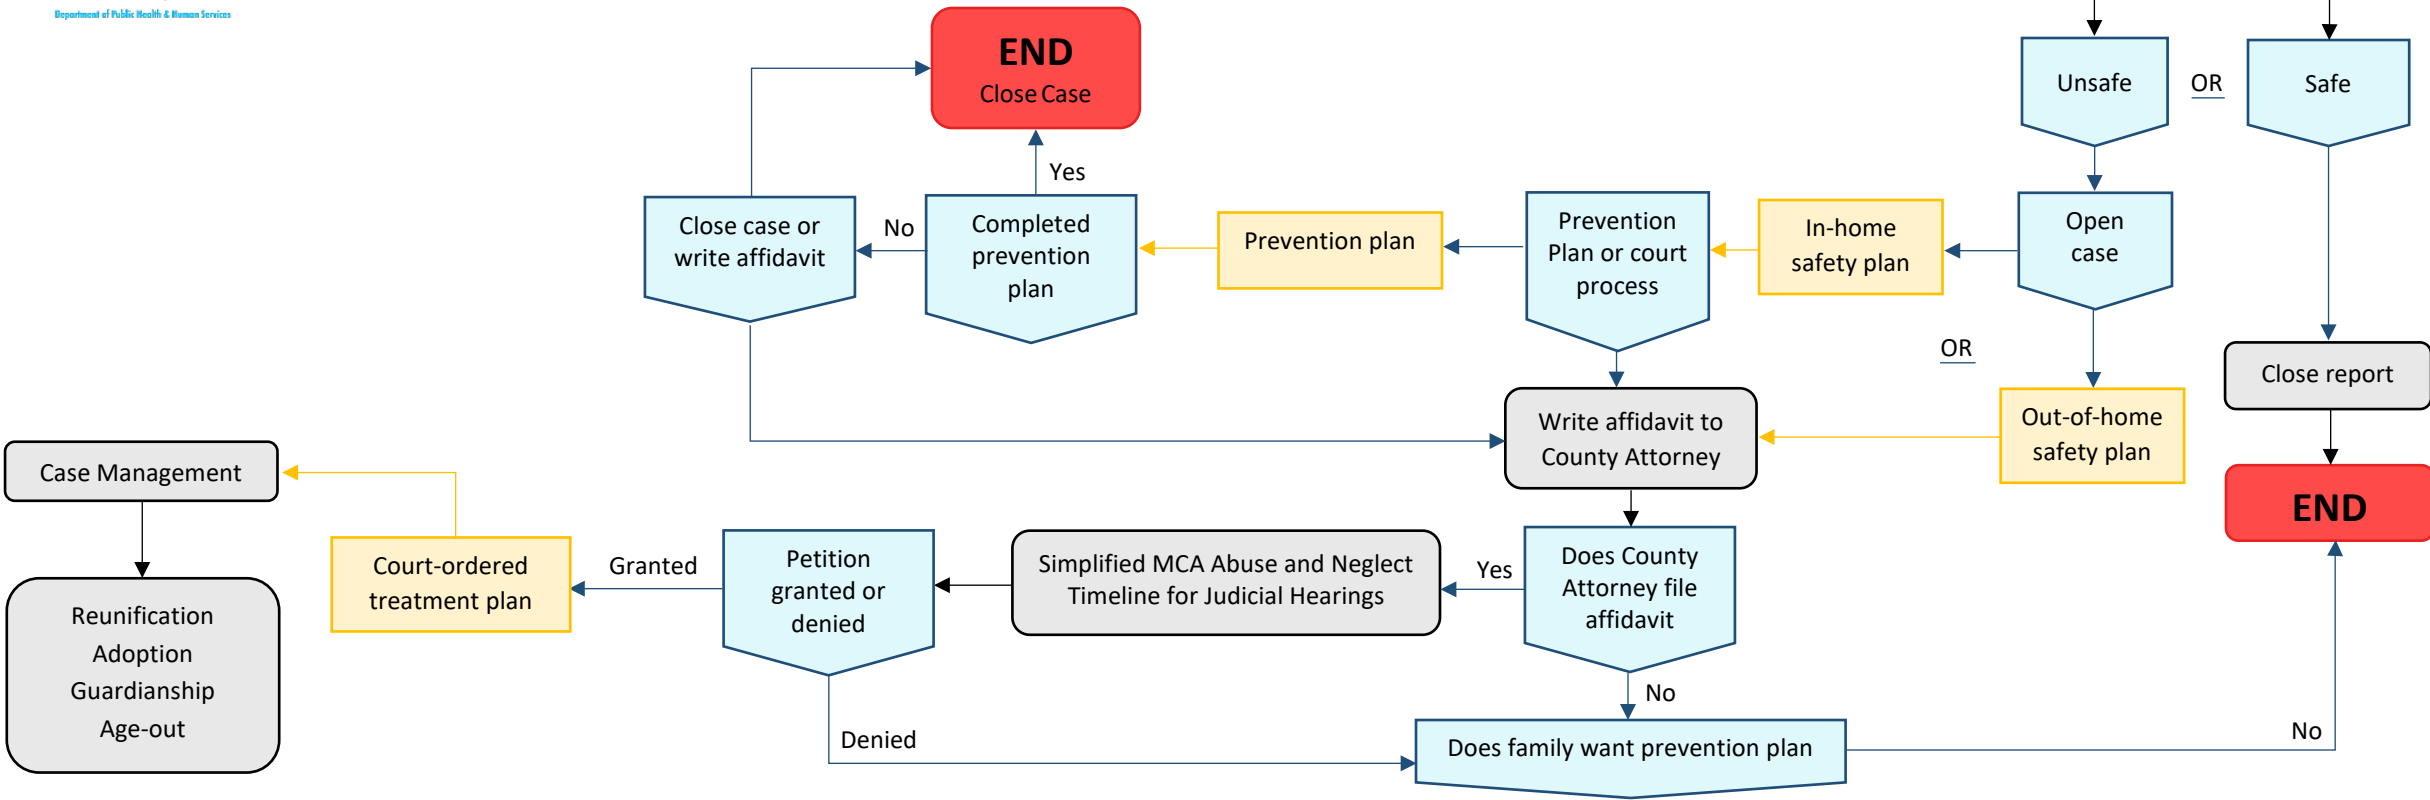 Department of Public Health & Human Services
END
Close Case
Unsafe
OR
Safe
Yes
Close case or
write affidavit
No
Completed
prevention
plan
Prevention plan
Prevention
Plan or court
process
In-home
safety plan
Open
case
OR
Close report
Write affidavit to
County Attorney
Out-of-home
safety plan
Case Management
END
Court-ordered
treatment plan
Granted
Petition
granted or
denied
Simplified MCA Abuse and Neglect
Timeline for Judicial Hearings
Yes
Does County
Attorney file
affidavit
Reunification
Adoption
Guardianship
Age-out
No
Denied
Does family want prevention plan
No